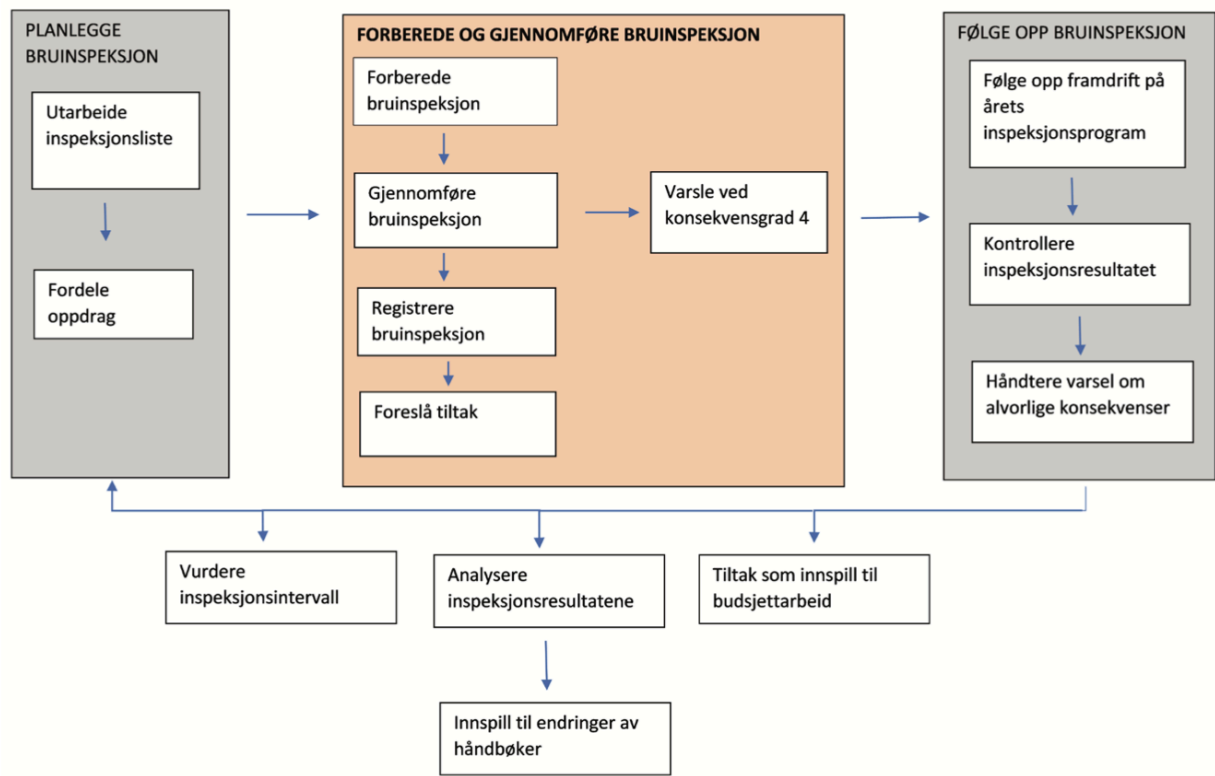 PLANLEGGE
BRUINSPEKSJON
Utarbeide
inspeksjonsliste
Fordele
oppdrag
FORBEREDE OG GJENNOMFØRE BRUINSPEKSJON
Forberede
bruinspeksjon
Gjennomføre
bruinspeksjon
Varsle ved
konsekvensgrad 4
Registrere
bruinspeksjon
Foreslå tiltak
FØLGE OPP BRUINSPEKSJON
Følge opp framdrift på
årets
inspeksjonsprogram
Kontrollere
inspeksjonsresultatet
Håndtere varsel om
alvorlige konsekvenser
Vurdere
inspeksjonsintervall
Analysere
inspeksjonsresultatene
Tiltak som innspill til
budsjettarbeid
Innspill til endringer av
håndbøker